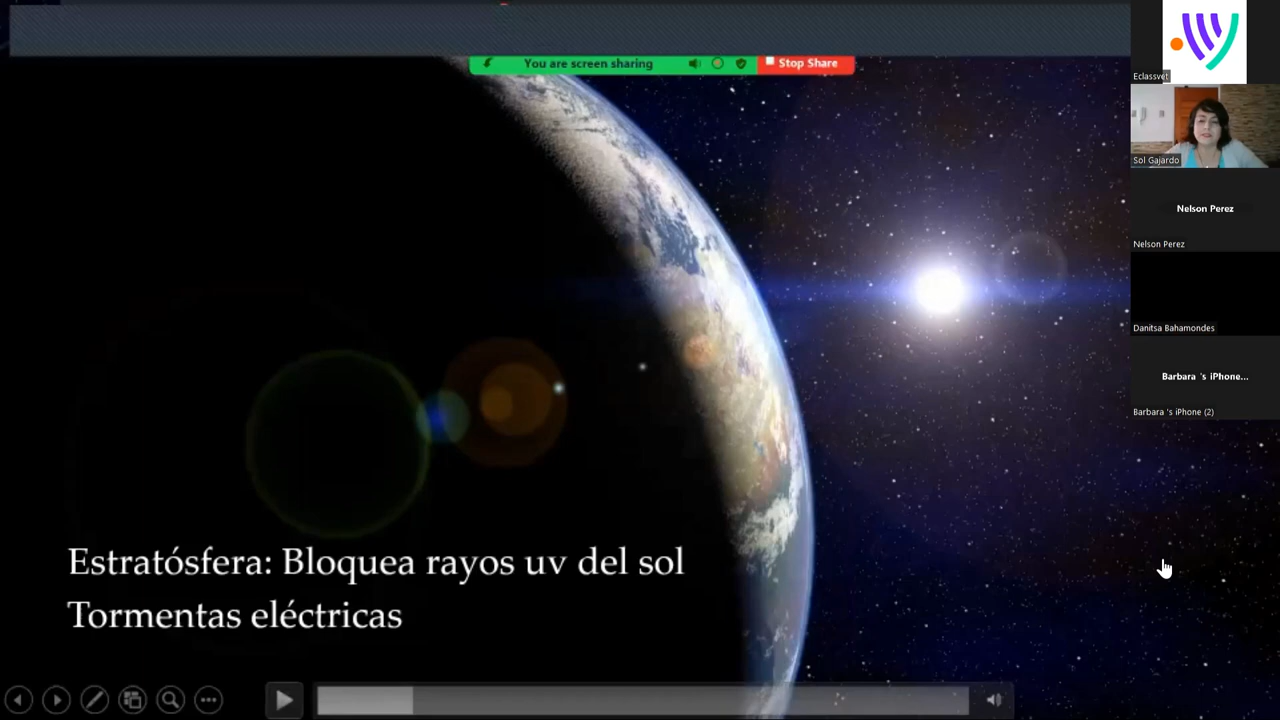 You are screen sharing
Stop Share
Eclassvet
Sol Gajardo
Nelson Perez
Nelson Perez
Danitsa Bahamondes
Barbara 's iPhone...
Barbara 's iPhone (2)
Estratósfera: Bloquea rayos uv del sol
Tormentas eléctricas